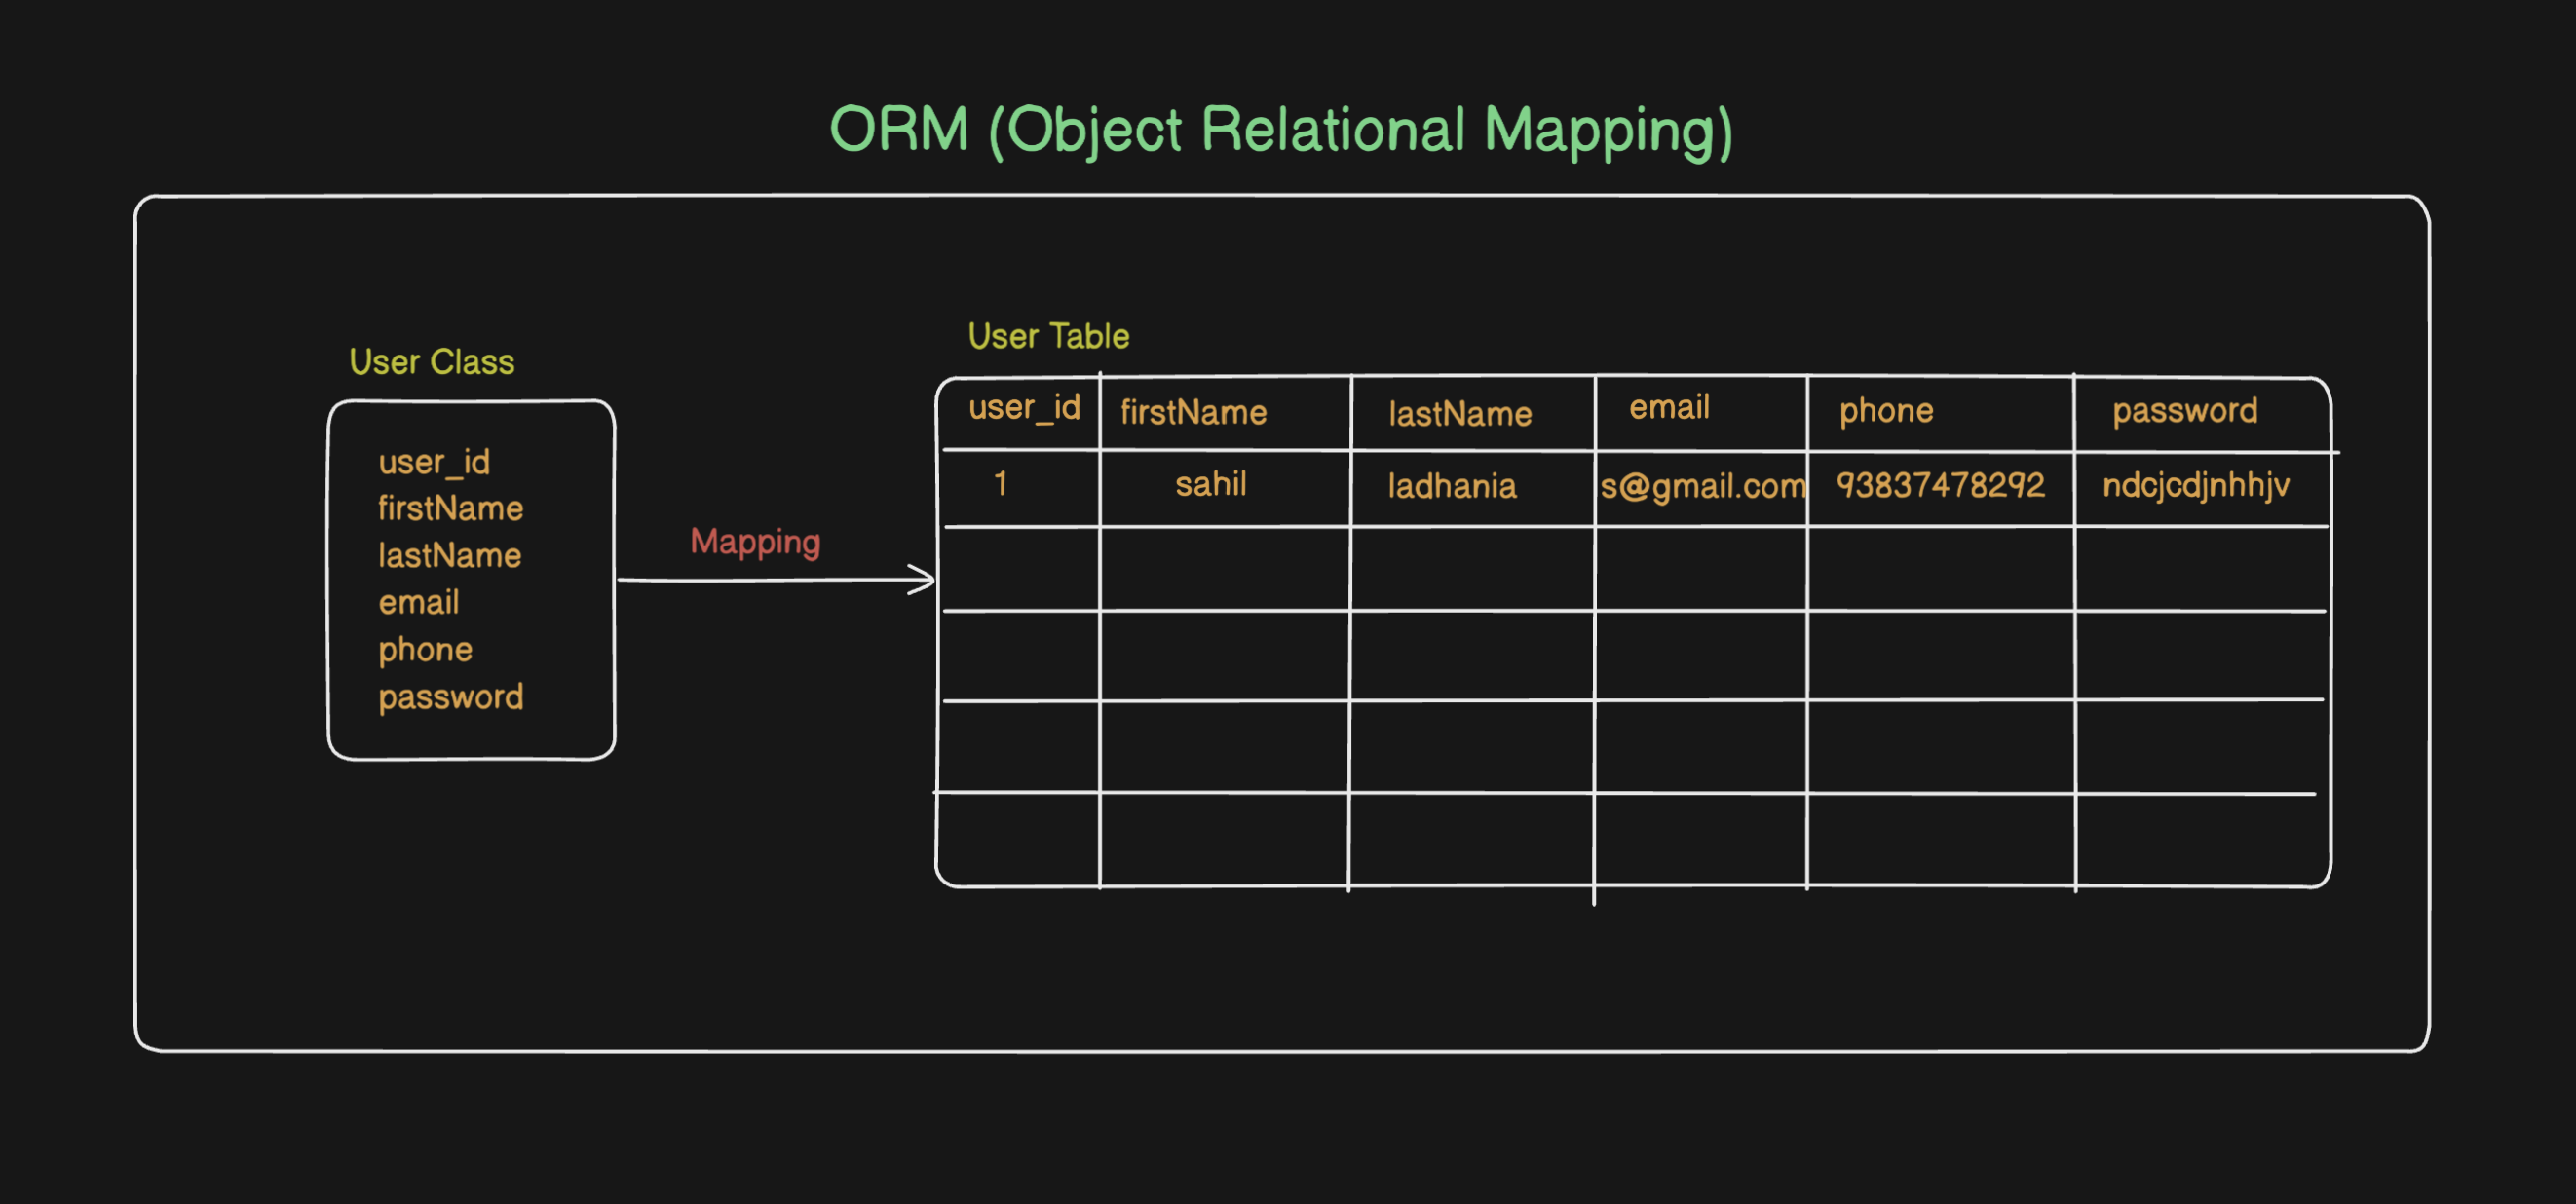 ORM (Object Relational Mapping)
User Class
user_id
firstName
lastName
email
phone
password
Mapping
User Table
user_id firstName lastName email phone password
1 sahil ladhania s@gmail.com 93837478292 ndcjcdjnhhjv